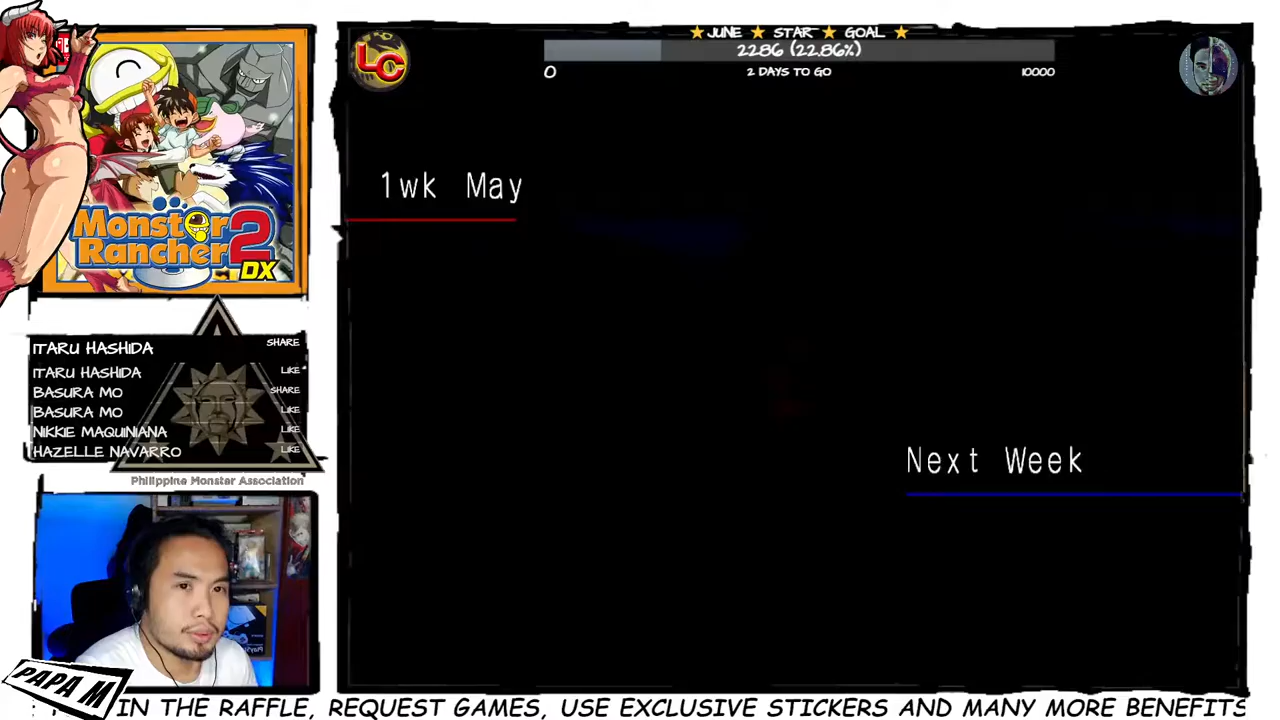 JUNE STAR GOAL
2286 (22.86%)
0
2 DAYS TO GO
10000
LC
Monster
Rancher 2
DX
1wk May
ITARU HASHIDA SHARE
ITARU HASHIDA LIKE
BASURA MO SHARE
BASURA MO LIKE
NIKKIE MAQUINIANA LIKE
HAZELLE NAVARRO LIKE
Philippine Monster Association
Next Week
PAPA M
IN THE RAFFLE, REQUEST GAMES, USE EXCLUSIVE STICKERS AND MANY MORE BENEFITS